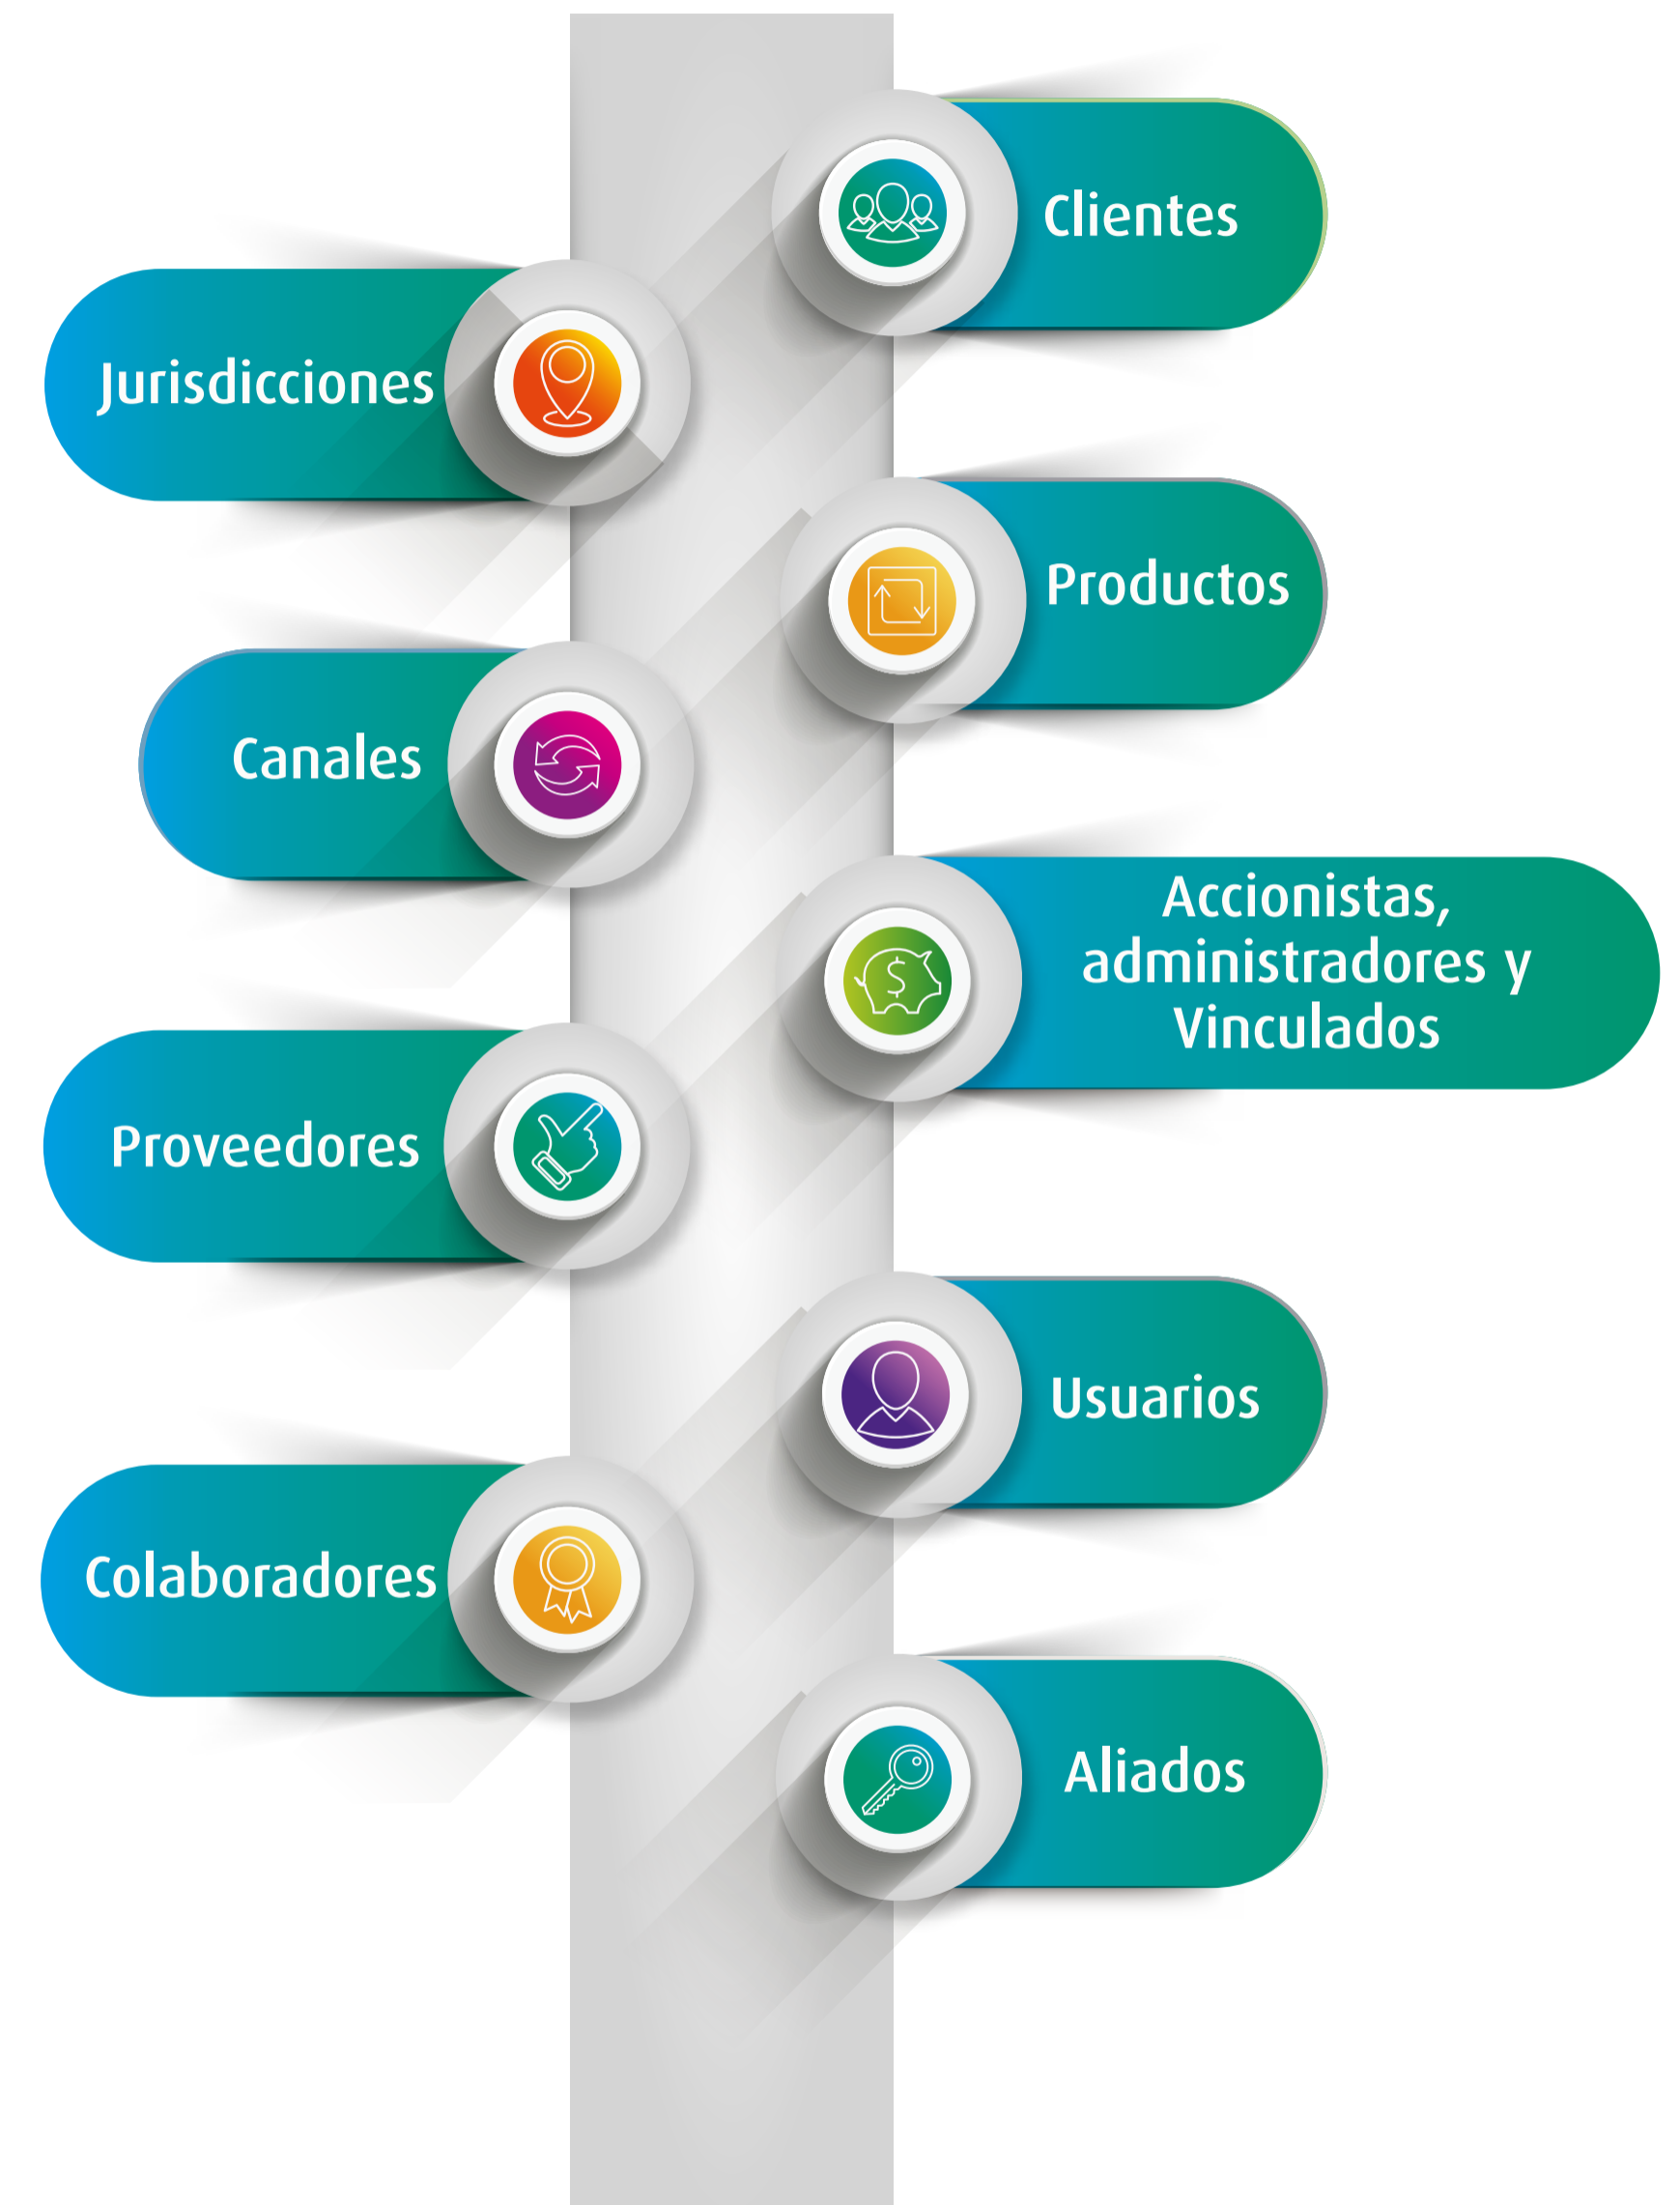 Clientes
Jurisdicciones
Productos
Canales
Accionistas,
administradores y
Vinculados
Proveedores
Usuarios
Colaboradores
Aliados